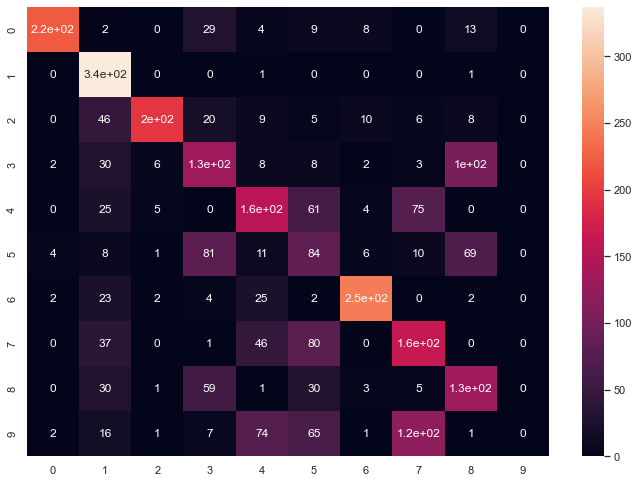 0 2.2e+02 2 0 29 4 9 8 0 13 0
300
1 0 3.4e+02 0 0 1 0 0 0 1 0
2 0 46 2e+02 20 9 5 10 6 8 0
250
3 2 30 6 1.3e+02 8 8 2 3 1e+02 0
200
4 0 25 5 0 1.6e+02 61 4 75 0 0
5 4 8 1 81 11 84 6 10 69 0
150
6 2 23 2 4 25 2 2.5e+02 0 2 0
100
7 0 37 0 1 46 80 0 1.6e+02 0 0
8 0 30 1 59 1 30 3 5 1.3e+02 0
50
9 2 16 1 7 74 65 1 1.2e+02 1 0
0
0 1 2 3 4 5 6 7 8 9